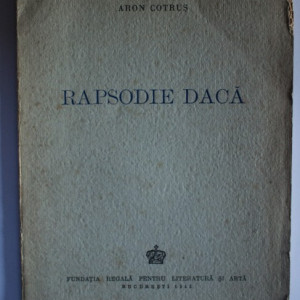 ARON COTRUȘ
RAPSODIE DACĂ
FUNDAȚIA REGALĂ PENTRU LITERATURĂ ȘI ARTĂ
BUCUREȘTI